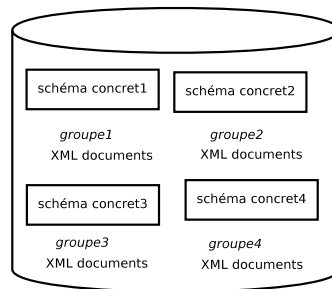 schéma concret1
schéma concret2
groupe1
XML documents
groupe2
XML documents
schéma concret3
schéma concret4
groupe3
XML documents
groupe4
XML documents